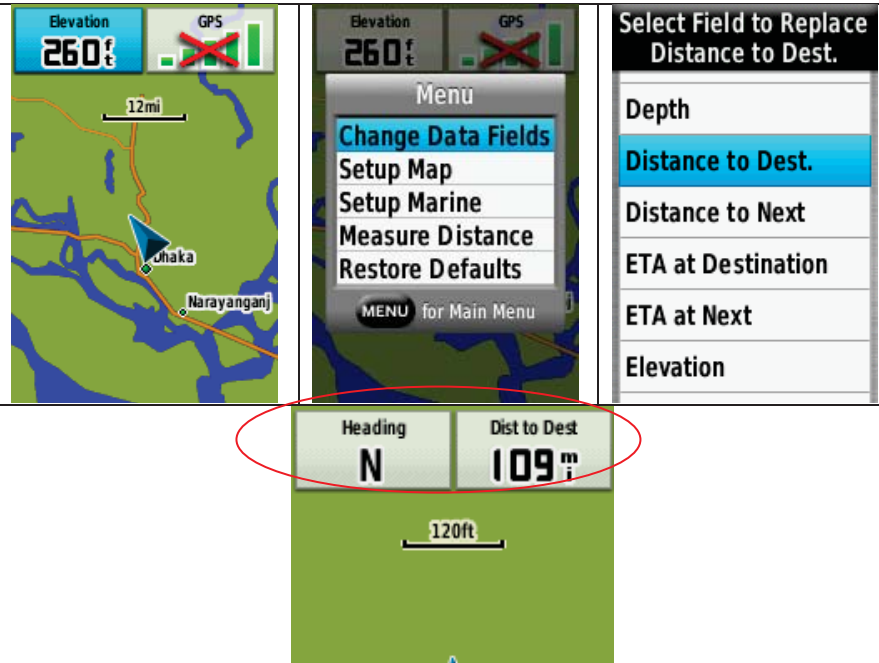 Elevation
260 ft
GPS
12mi
Dhaka
Narayanganj
Elevation
260 ft
GPS
Menu
Change Data Fields
Setup Map
Setup Marine
Measure Distance
Restore Defaults
MENU for Main Menu
Select Field to Replace
Distance to Dest.
Depth
Distance to Dest.
Distance to Next
ETA at Destination
ETA at Next
Elevation
Heading
N
Dist to Dest
109 mi
120ft